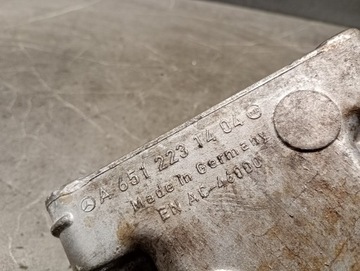 A 651 223 14 04
Made in Germany
EN AC-46000